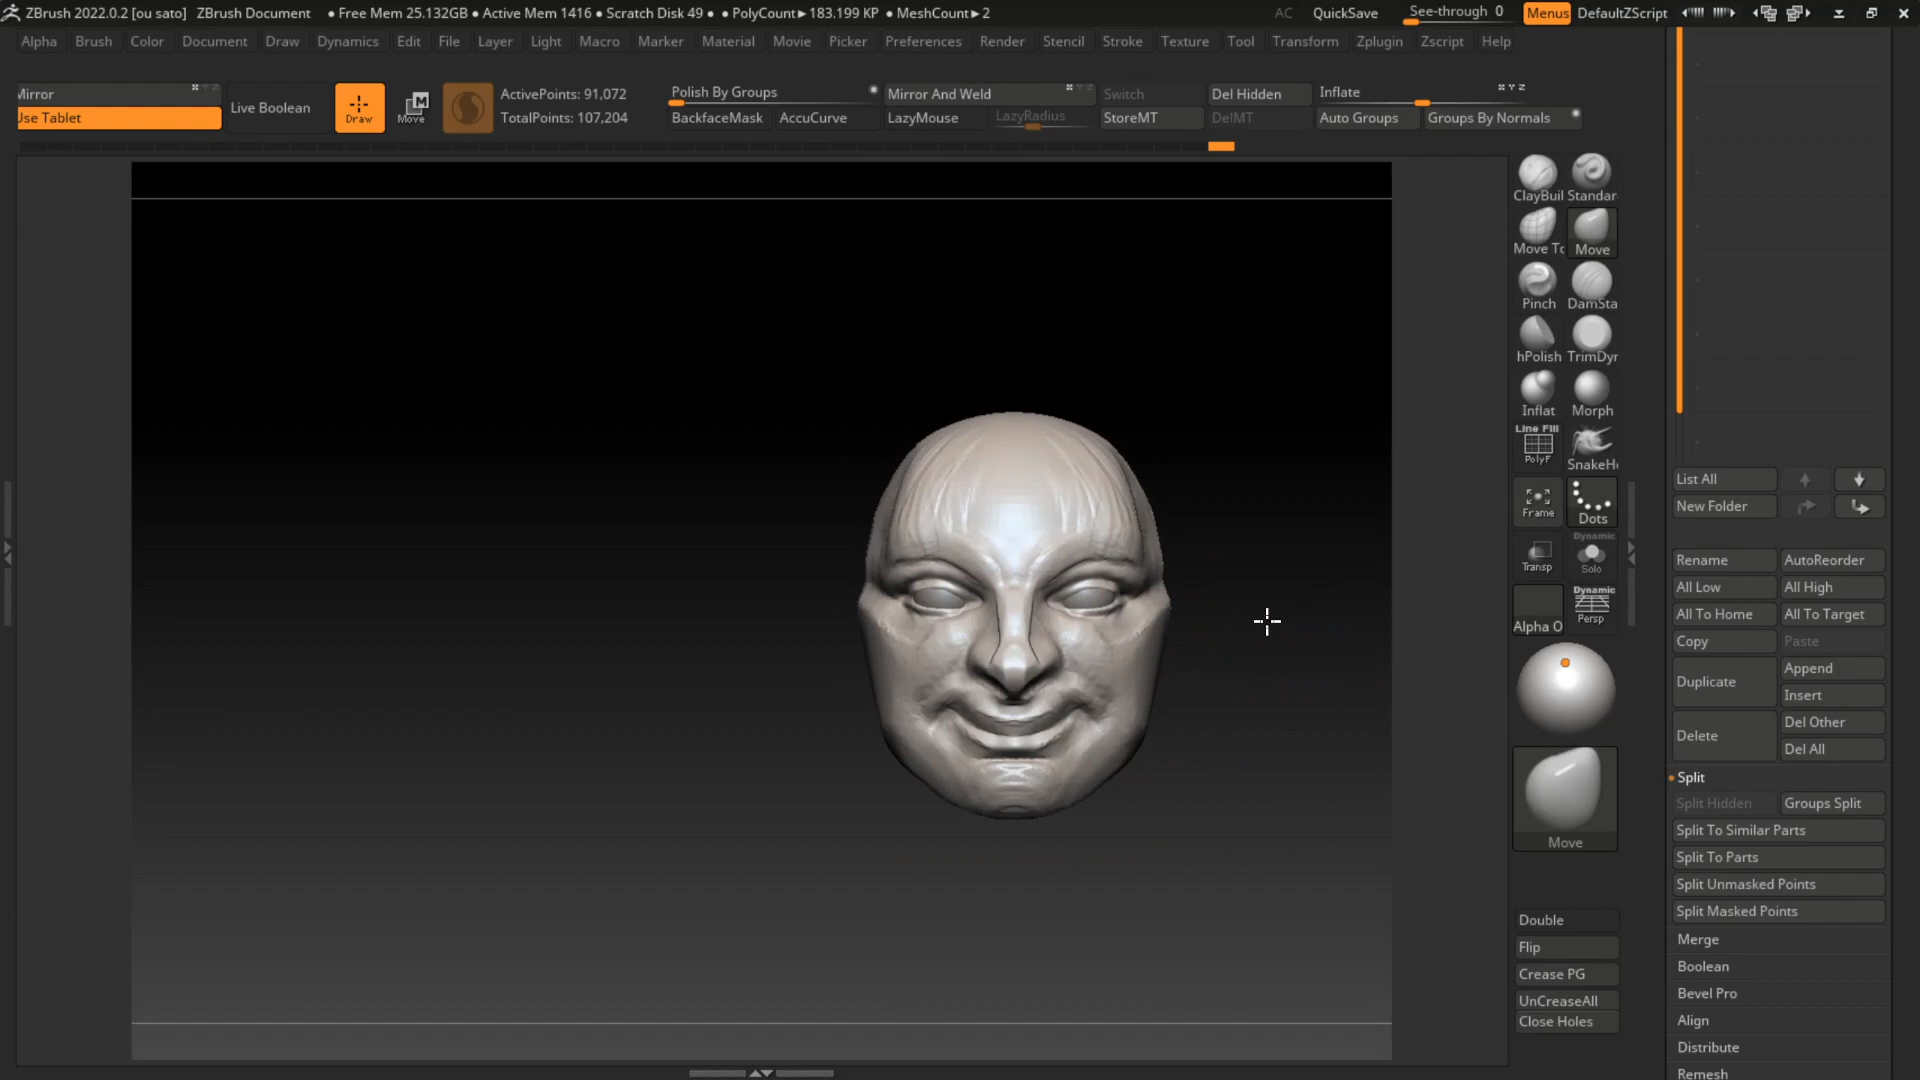 ZBrush 2022.0.2 [ou sato] ZBrush Document • Free Mem 25.132GB • Active Mem 1416 • Scratch Disk 49 • • PolyCount▸ 183.199 KP • MeshCount▸ 2 AC QuickSave See-through 0 Menus DefaultZScript
Alpha Brush Color Document Draw Dynamics Edit File Layer Light Macro Marker Material Movie Picker Preferences Render Stencil Stroke Texture Tool Transform Zplugin Zscript Help
Mirror
Use Tablet
Live Boolean
Draw
M
Move
ActivePoints: 91,072
TotalPoints: 107,204
Polish By Groups
BackfaceMask
AccuCurve
Mirror And Weld
LazyMouse
LazyRadius
Switch
StoreMT
Del Hidden
DelMT
Inflate
Auto Groups
Groups By Normals
ClayBuil Standar
Move To Move
Pinch DamSta
hPolish TrimDyn
Inflat Morph
Line Fill
PolyF SnakeH
Frame Dots
Dynamic
Transp Solo
Dynamic
Persp
Alpha O
Move
Double
Flip
Crease PG
UnCreaseAll
Close Holes
List All
New Folder
Rename AutoReorder
All Low All High
All To Home All To Target
Copy Paste
Duplicate
Append
Insert
Delete
Del Other
Del All
Split
Split Hidden Groups Split
Split To Similar Parts
Split To Parts
Split Unmasked Points
Split Masked Points
Merge
Boolean
Bevel Pro
Align
Distribute
Remesh